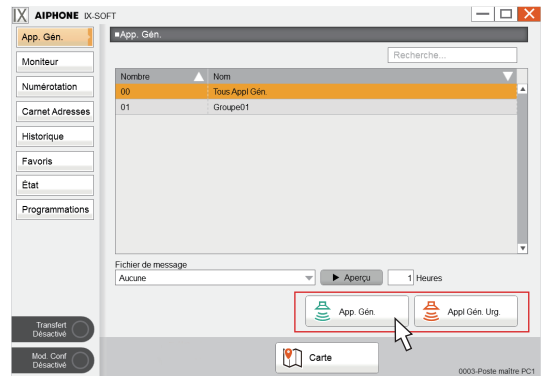 AIPHONE IX-SOFT
App. Gén.
Moniteur
Numérotation
Carnet Adresses
Historique
Favoris
État
Programmations
Transfert
Désactivé
Mod. Conf
Désactivé
■App. Gén.
Recherche...
Nombre Nom
00 Tous Appl Gén.
01 Groupe01
Fichier de message
Aucune Aperçu 1 Heures
App. Gén. Appl Gén. Urg.
Carte
0003-Poste maître PC1